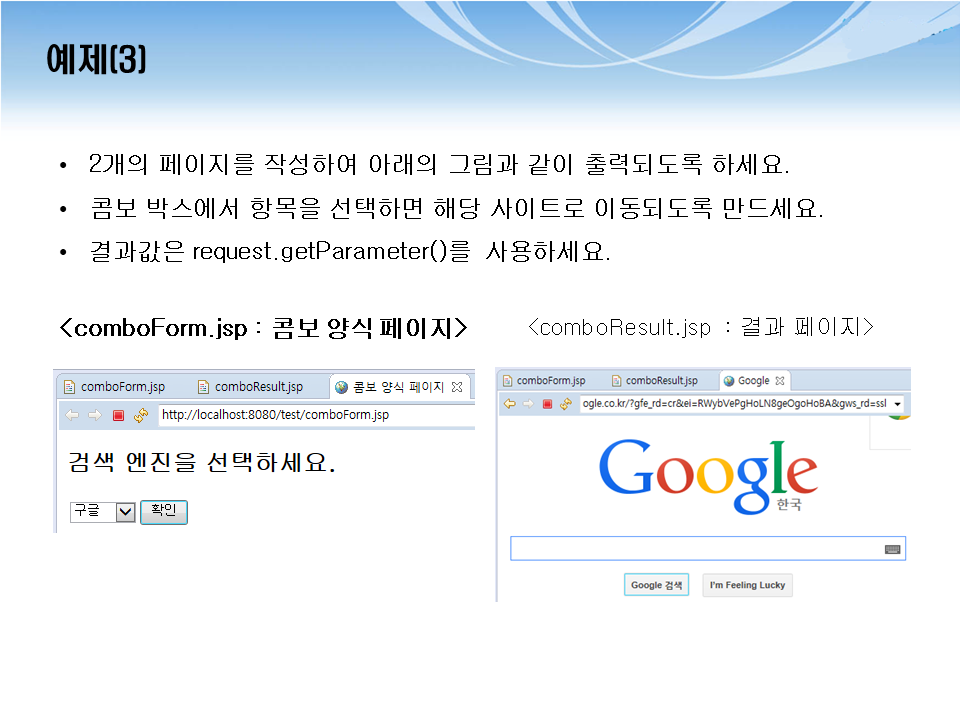 예제(3)
• 2개의 페이지를 작성하여 아래의 그림과 같이 출력되도록 하세요.
• 콤보 박스에서 항목을 선택하면 해당 사이트로 이동되도록 만드세요.
• 결과값은 request.getParameter()를 사용하세요.
<comboForm.jsp : 콤보 양식 페이지>
comboForm.jsp comboResult.jsp 콤보 양식 페이지
http://localhost:8080/test/comboForm.jsp
검색 엔진을 선택하세요.
구글 확인
<comboResult.jsp : 결과 페이지>
comboForm.jsp comboResult.jsp Google
ogle.co.kr/?gfe_rd=cr&ei=RWybVePgHoLN8geOgoHoBA&gws_rd=ssl
Google
한국
Google 검색 I'm Feeling Lucky